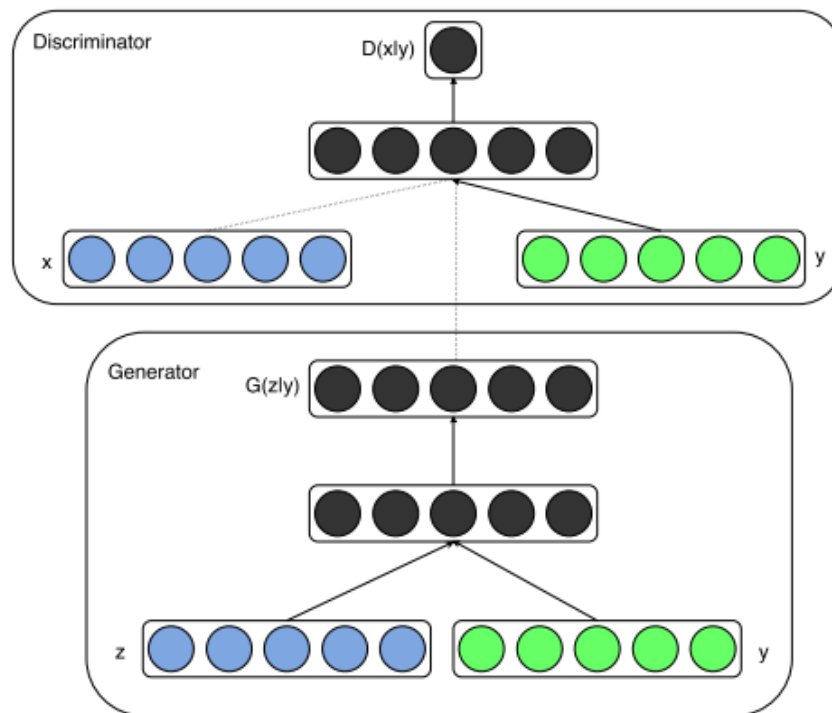 Discriminator
D(x|y)
x
y
Generator
G(z|y)
z
y